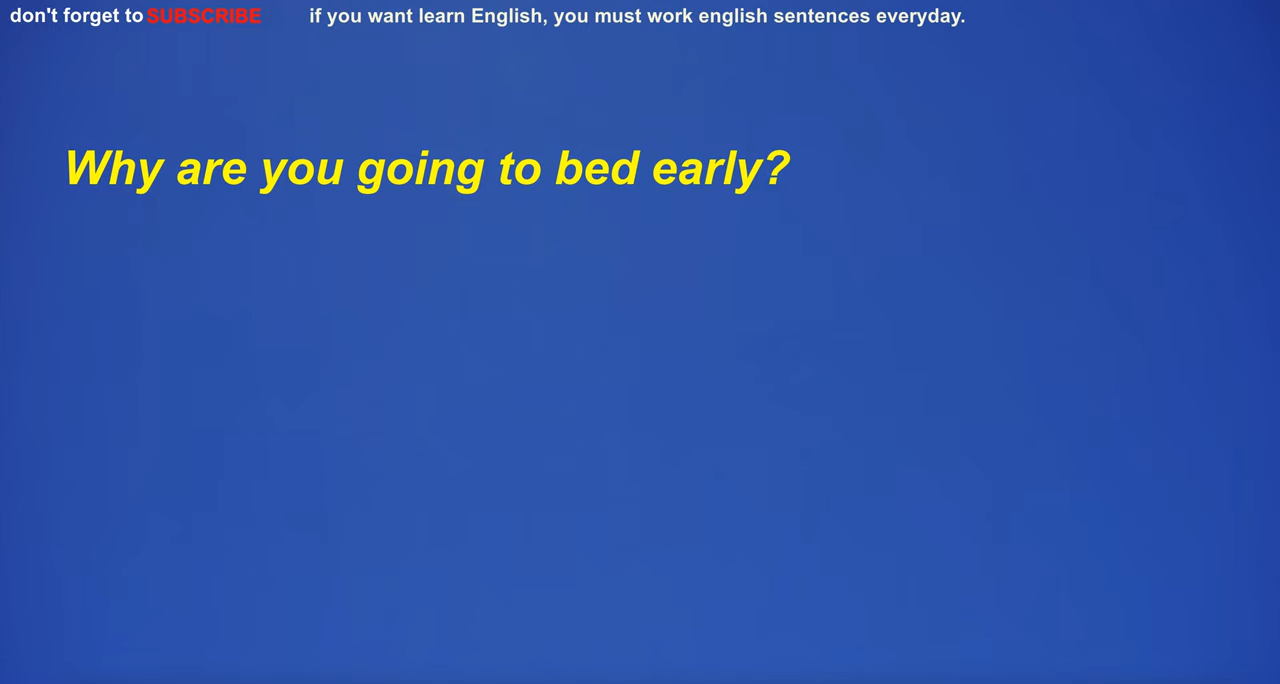 don't forget to SUBSCRIBE if you want learn English, you must work english sentences everyday.
Why are you going to bed early?